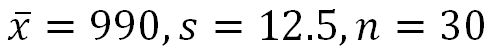 x̄ = 990, s = 12.5, n = 30